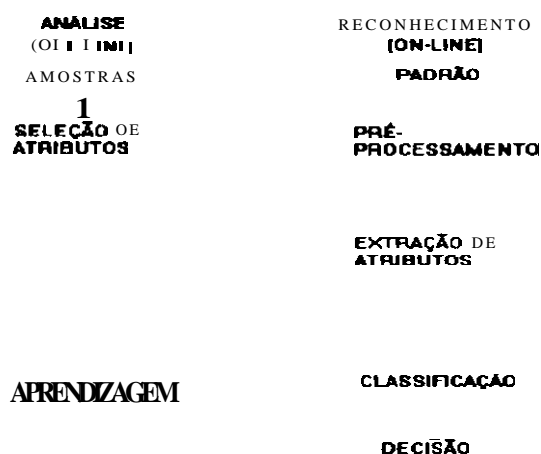 ANÁLISE
AMOSTRAS
1
SELEÇÃO OE
ATRIBUTOS
APRENDIZAGEM
RECONHECIMENTO
[ON-LINE]
PADRÃO
PRÉ-
PROCESSAMENTO
EXTRAÇÃO DE
ATRIBUTOS
CLASSIFICAÇÃO
DECISÃO